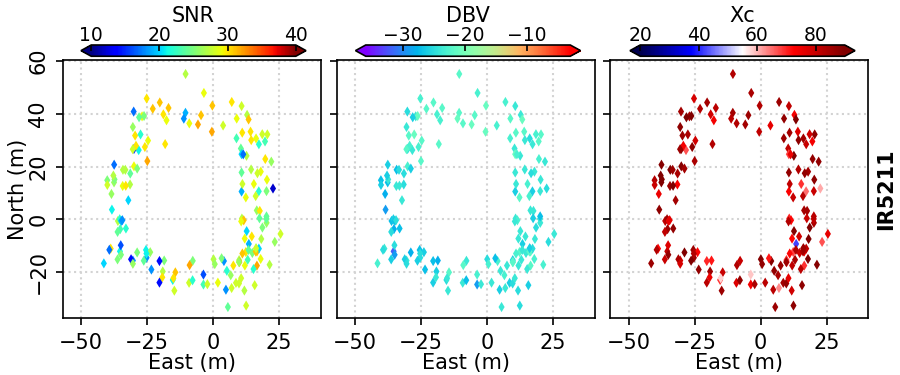 SNR DBV Xc
10 20 30 40 −30 −20 −10 20 40 60 80
60
40
20
0
−20
North (m)
IR5211
−50 −25 0 25 −50 −25 0 25 −50 −25 0 25
East (m) East (m) East (m)